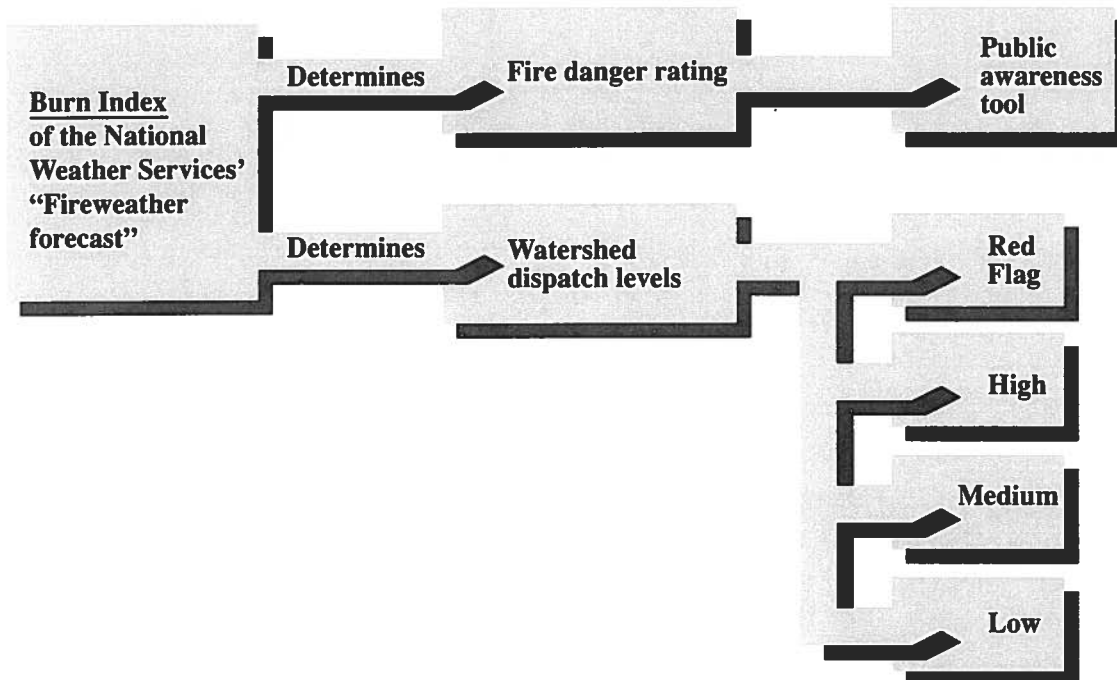 Burn Index
of the National
Weather Services’
“Fireweather
forecast”
Determines
Fire danger rating
Public
awareness
tool
Determines
Watershed
dispatch levels
Red
Flag
High
Medium
Low